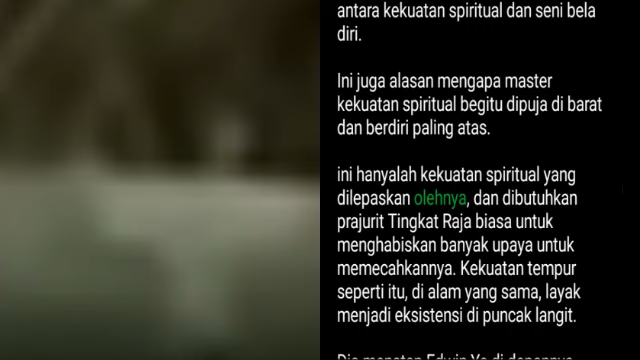 antara kekuatan spiritual dan seni bela
diri.
Ini juga alasan mengapa master
kekuatan spiritual begitu dipuja di barat
dan berdiri paling atas.
ini hanyalah kekuatan spiritual yang
dilepaskan olehnya, dan dibutuhkan
prajurit Tingkat Raja biasa untuk
menghabiskan banyak upaya untuk
memecahkannya. Kekuatan tempur
seperti itu, di alam yang sama, layak
menjadi eksistensi di puncak langit.